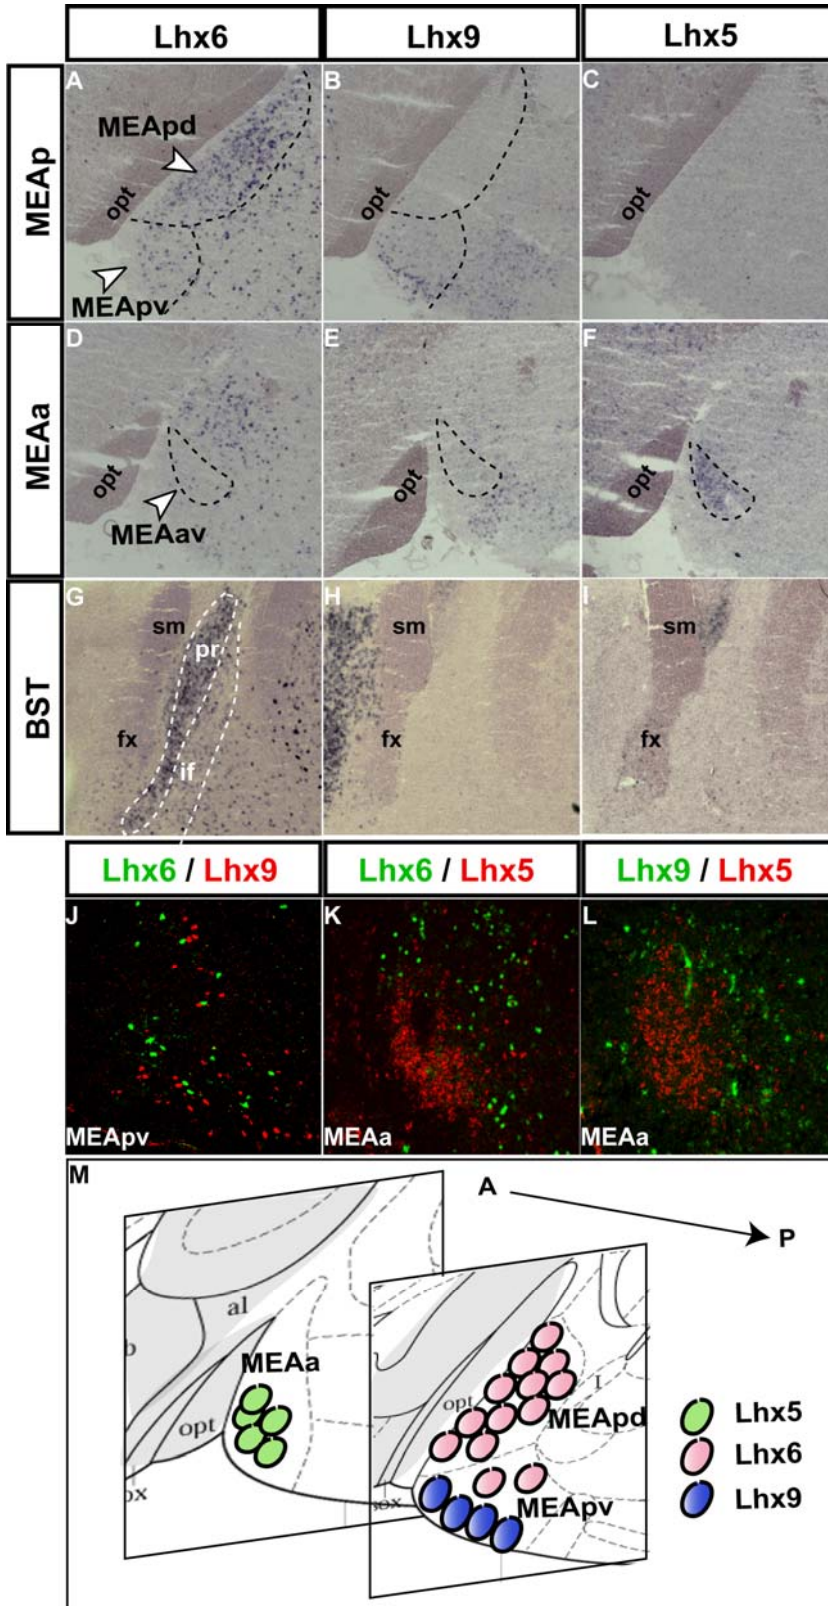 Lhx6 Lhx9 Lhx5
MEAp
A B C
MEApd
opt opt opt
MEApv
MEAa
D E F
opt opt opt
MEAav
BST
G H I
sm sm sm
pr
fx fx fx
if
Lhx6 / Lhx9 Lhx6 / Lhx5 Lhx9 / Lhx5
J K L
MEApv MEAa MEAa
M
A
P
al
b
MEAa
opt
opt
I
MEApd
Lhx5
Lhx6
MEApv
Lhx9
ox
sox